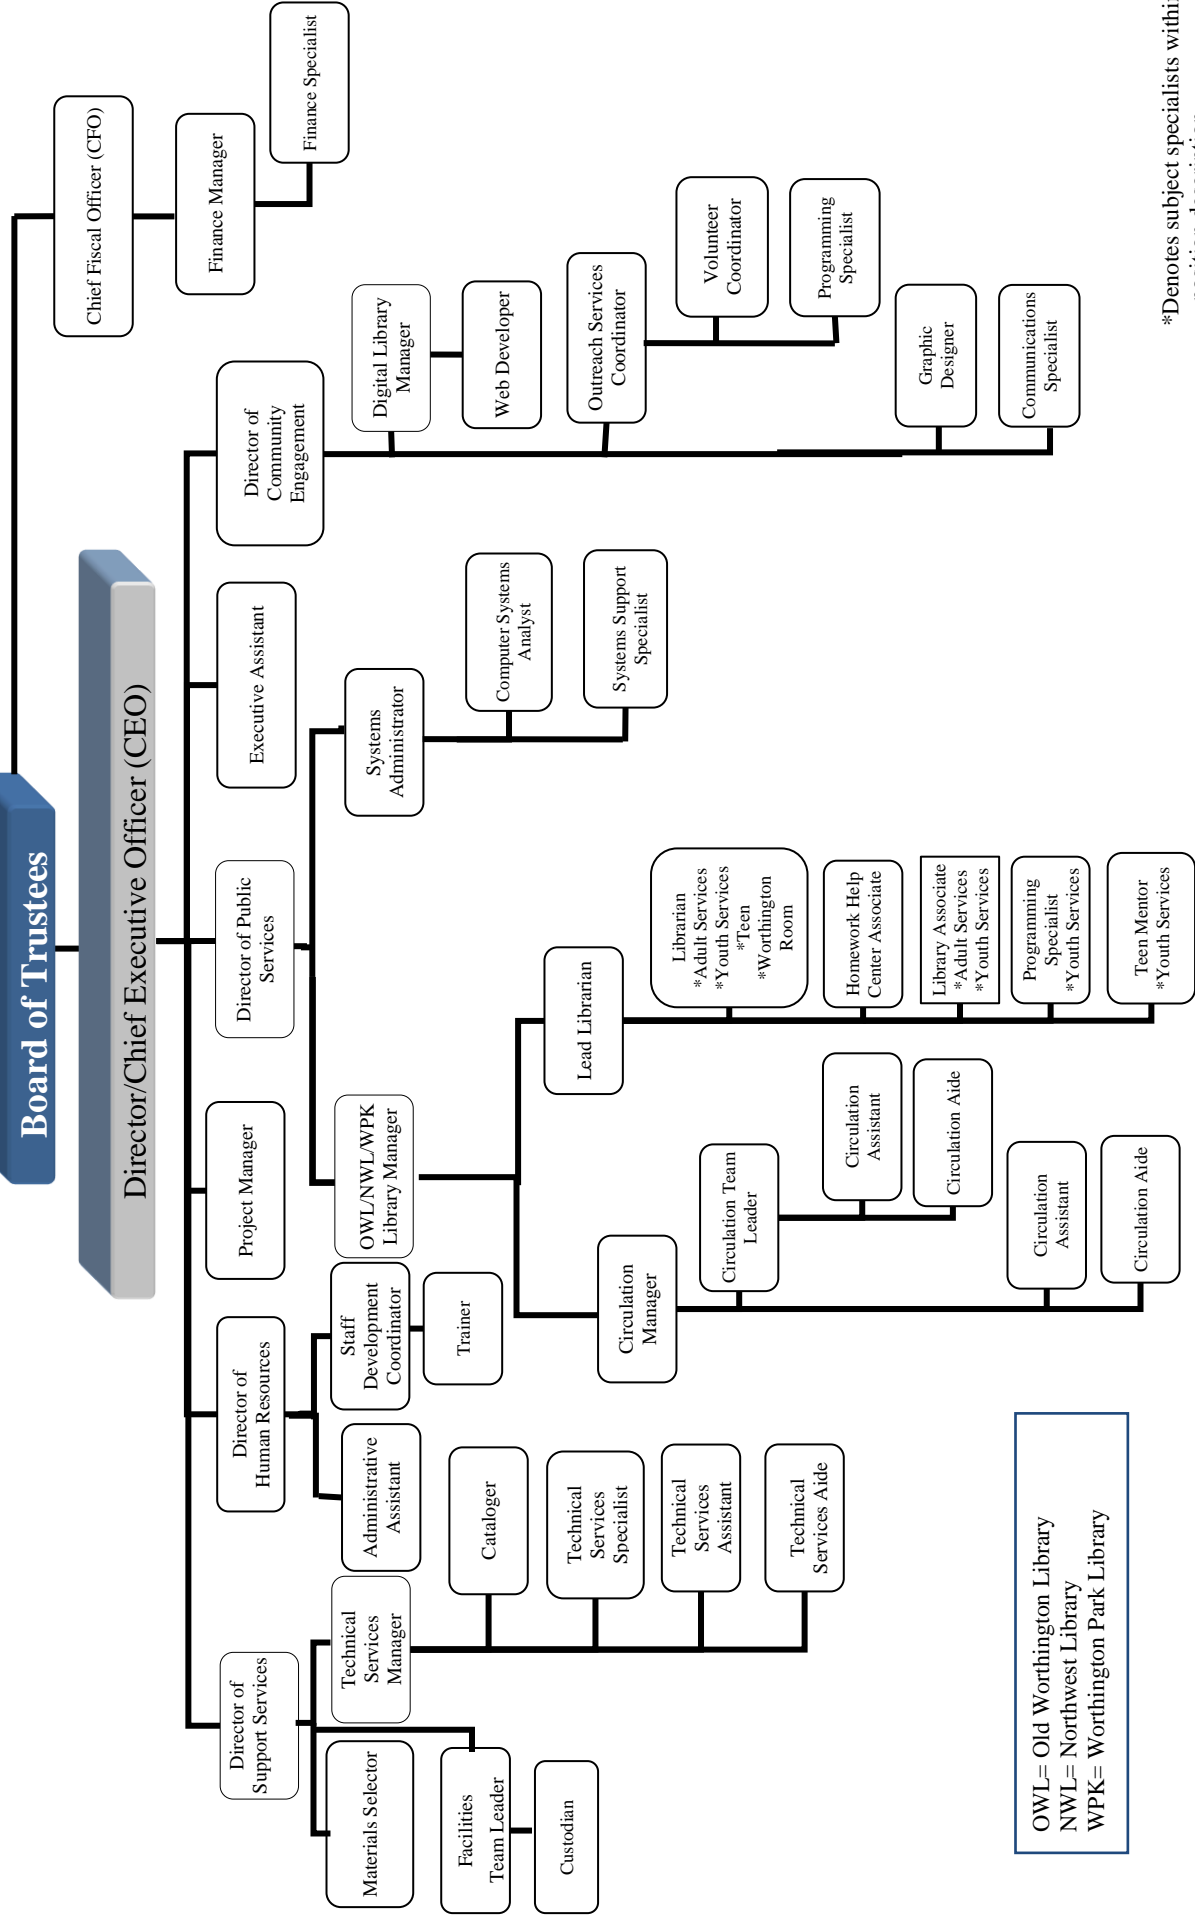 Board of Trustees
Director/Chief Executive Officer (CEO)
Chief Fiscal Officer (CFO)
Finance Manager
Finance Specialist
Director of
Support Services
Materials Selector
Facilities
Team Leader
Custodian
Technical
Services
Manager
Cataloger
Technical
Services
Specialist
Technical
Services
Assistant
Technical
Services Aide
Director of
Human Resources
Administrative
Assistant
Staff
Development
Coordinator
Trainer
Project Manager
Director of Public
Services
OWL/NWL/WPK
Library Manager
Circulation
Manager
Circulation Team
Leader
Circulation
Assistant
Circulation Aide
Circulation
Assistant
Circulation Aide
Lead Librarian
Librarian
*Adult Services
*Youth Services
*Teen
*Worthington
Room
Homework Help
Center Associate
Library Associate
*Adult Services
*Youth Services
Programming
Specialist
*Youth Services
Teen Mentor
*Youth Services
Systems
Administrator
Computer Systems
Analyst
Systems Support
Specialist
Executive Assistant
Director of
Community
Engagement
Digital Library
Manager
Web Developer
Outreach Services
Coordinator
Volunteer
Coordinator
Programming
Specialist
Graphic
Designer
Communications
Specialist
OWL= Old Worthington Library
NWL= Northwest Library
WPK= Worthington Park Library
*Denotes subject specialists within
position description